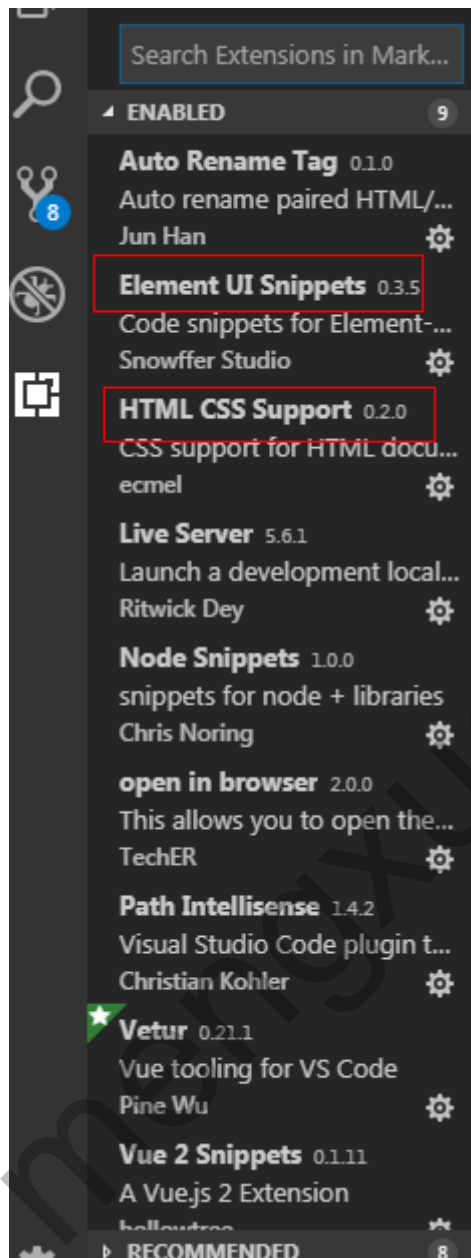 Search Extensions in Mark...
ENABLED 9
Auto Rename Tag 0.1.0
Auto rename paired HTML/...
Jun Han
8
Element UI Snippets 0.3.5
Code snippets for Element-...
Snowffer Studio
HTML CSS Support 0.2.0
CSS support for HTML docu...
ecmel
Live Server 5.6.1
Launch a development local...
Ritwick Dey
Node Snippets 1.0.0
snippets for node + libraries
Chris Noring
open in browser 2.0.0
This allows you to open the...
TechER
Path Intellisense 1.4.2
Visual Studio Code plugin t...
Christian Kohler
Vetur 0.21.1
Vue tooling for VS Code
Pine Wu
Vue 2 Snippets 0.1.11
A Vue.js 2 Extension
hollowtree
RECOMMENDED 8
mengxu